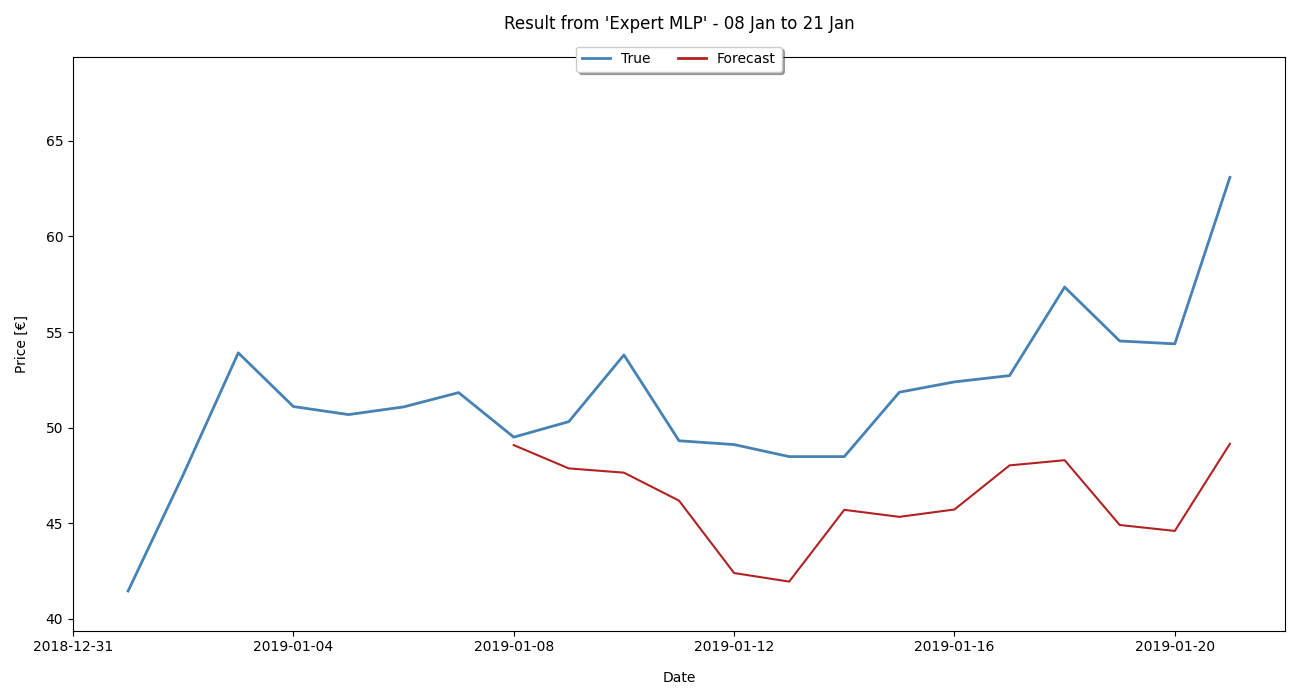 Result from 'Expert MLP' - 08 Jan to 21 Jan
True Forecast
65
60
55
50
45
40
Price [€]
2018-12-31 2019-01-04 2019-01-08 2019-01-12 2019-01-16 2019-01-20
Date